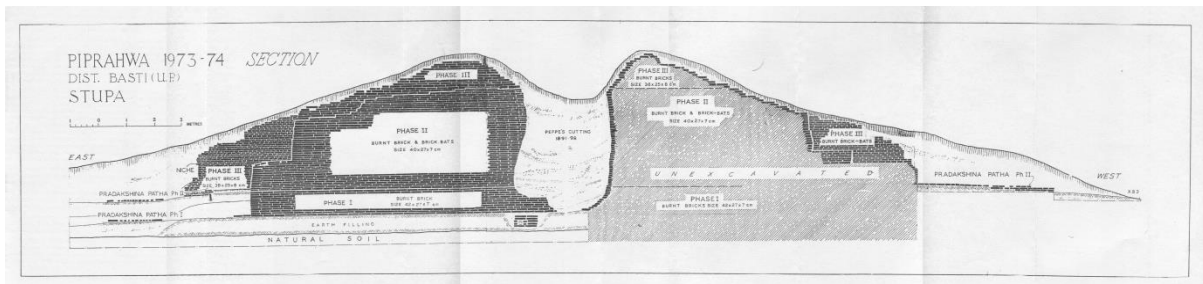 PIPRAHWA 1973-74 SECTION
DIST. BASTI (U.P.)
STUPA
METRES
EAST
NICHE
PHASE III
BURNT BRICKS
PRADAKSHINA PATHA Ph
PRADAKSHINA PATHA Ph I
PHASE III
PHASE II
BURNT BRICK & BRICK-BATS
SIZE 40x27x7 cm
PHASE I
BURNT BRICK
SIZE 40x27x7 cm
EARTH FILLING
NATURAL SOIL
PEPPE'S CUTTING
PHASE III
BURNT BRICKS
PHASE II
BURNT BRICK & BRICK-BATS
SIZE 40x27x7 cm
PHASE III
BURNT BRICK-BATS
UNEXCAVATED
PHASE I
BURNT BRICKS SIZE 40x27x7 cm
PRADAKSHINA PATHA Ph II
WEST